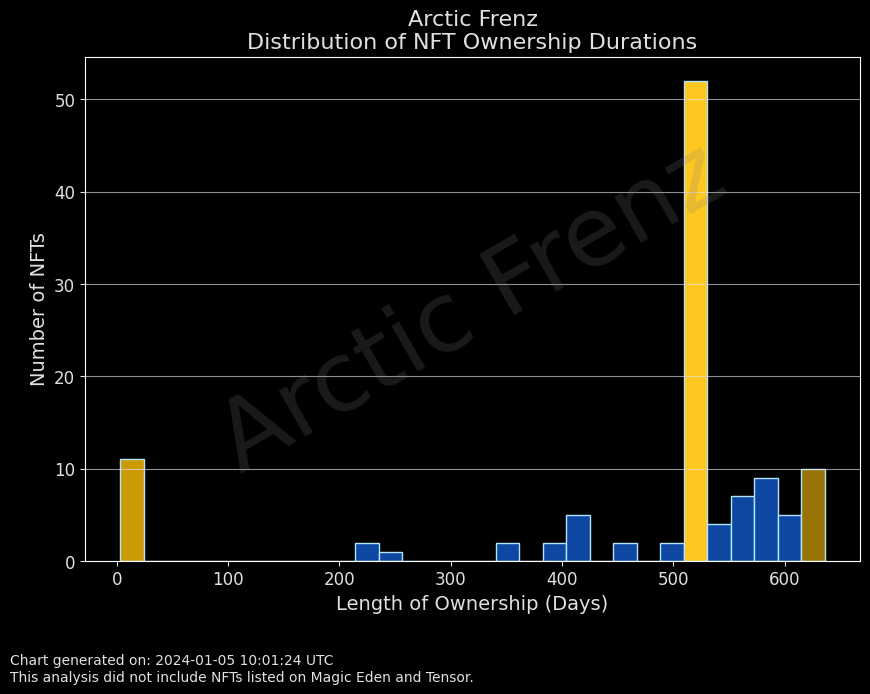 Arctic Frenz
Distribution of NFT Ownership Durations
50
40
30
20
10
0
Number of NFTs
Arctic Frenz
0 100 200 300 400 500 600
Length of Ownership (Days)
Chart generated on: 2024-01-05 10:01:24 UTC
This analysis did not include NFTs listed on Magic Eden and Tensor.